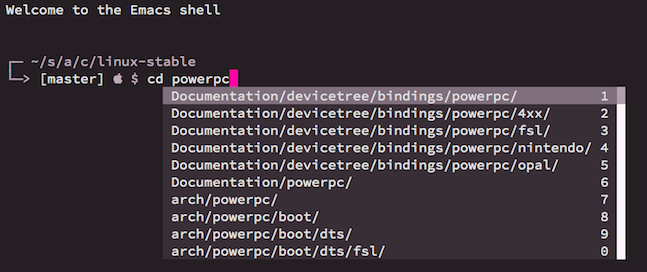 Welcome to the Emacs shell
┌─ ~/s/a/c/linux-stable
└─> [master]  $ cd powerpc
Documentation/devicetree/bindings/powerpc/ 1
Documentation/devicetree/bindings/powerpc/4xx/ 2
Documentation/devicetree/bindings/powerpc/fsl/ 3
Documentation/devicetree/bindings/powerpc/nintendo/ 4
Documentation/devicetree/bindings/powerpc/opal/ 5
Documentation/powerpc/ 6
arch/powerpc/ 7
arch/powerpc/boot/ 8
arch/powerpc/boot/dts/ 9
arch/powerpc/boot/dts/fsl/ 0